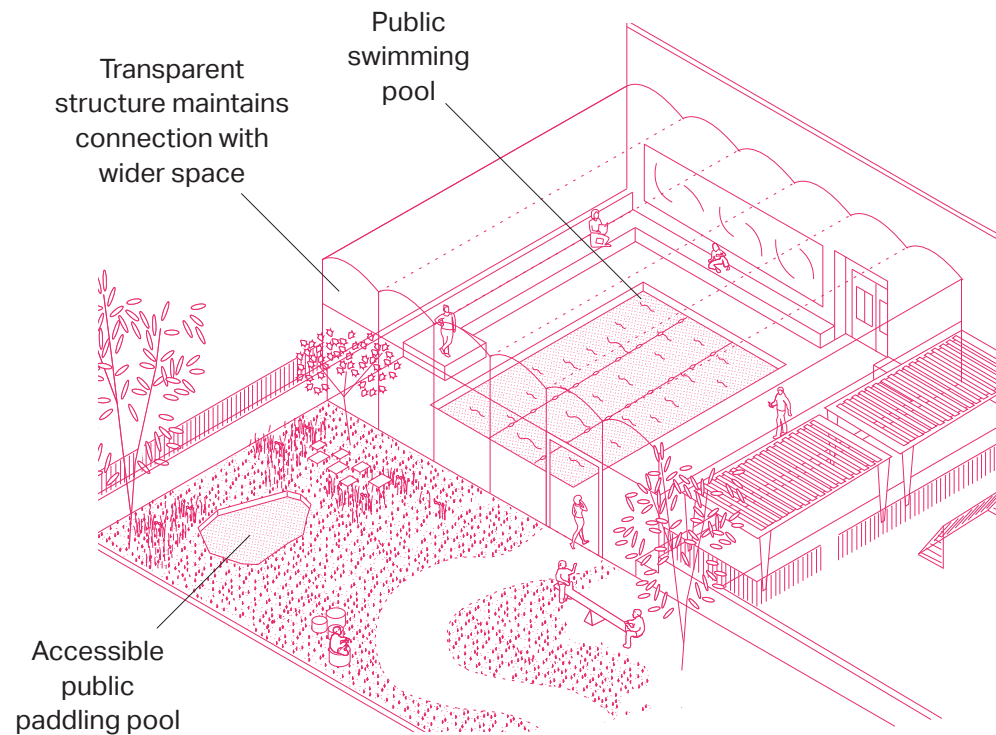 Public
swimming
pool
Transparent
structure maintains
connection with
wider space
Accessible
public
paddling pool